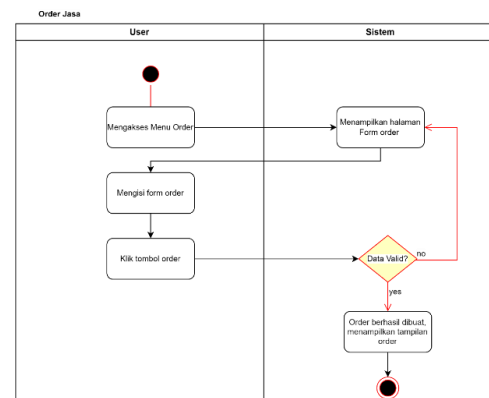 Order Jasa
User
Sistem
Mengakses Menu Order
Menampilkan halaman
Form order
Mengisi form order
Klik tombol order
Data Valid?
no
yes
Order berhasil dibuat,
menampilkan tampilan
order